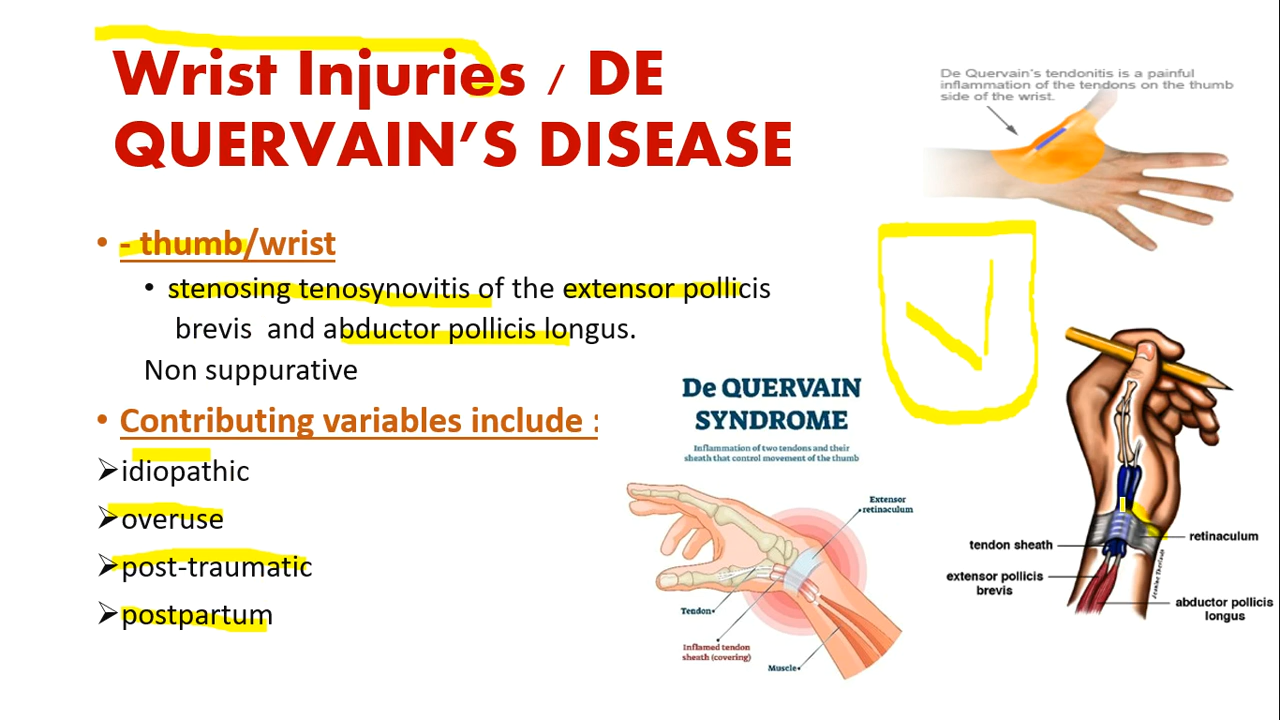 Wrist Injuries / DE
QUERVAIN'S DISEASE
• - thumb/wrist
• stenosing tenosynovitis of the extensor pollicis
brevis and abductor pollicis longus.
Non suppurative
• Contributing variables include :
➢idiopathic
➢overuse
➢post-traumatic
➢postpartum
De Quervain's tendonitis is a painful
inflammation of the tendons on the thumb
side of the wrist.
De QUERVAIN
SYNDROME
Inflammation of two tendons and their
sheath that control movement of the thumb
Extensor
retinaculum
Tendon
Inflamed tendon
sheath (covering)
Muscle
tendon sheath
retinaculum
extensor pollicis
brevis
abductor pollicis
longus